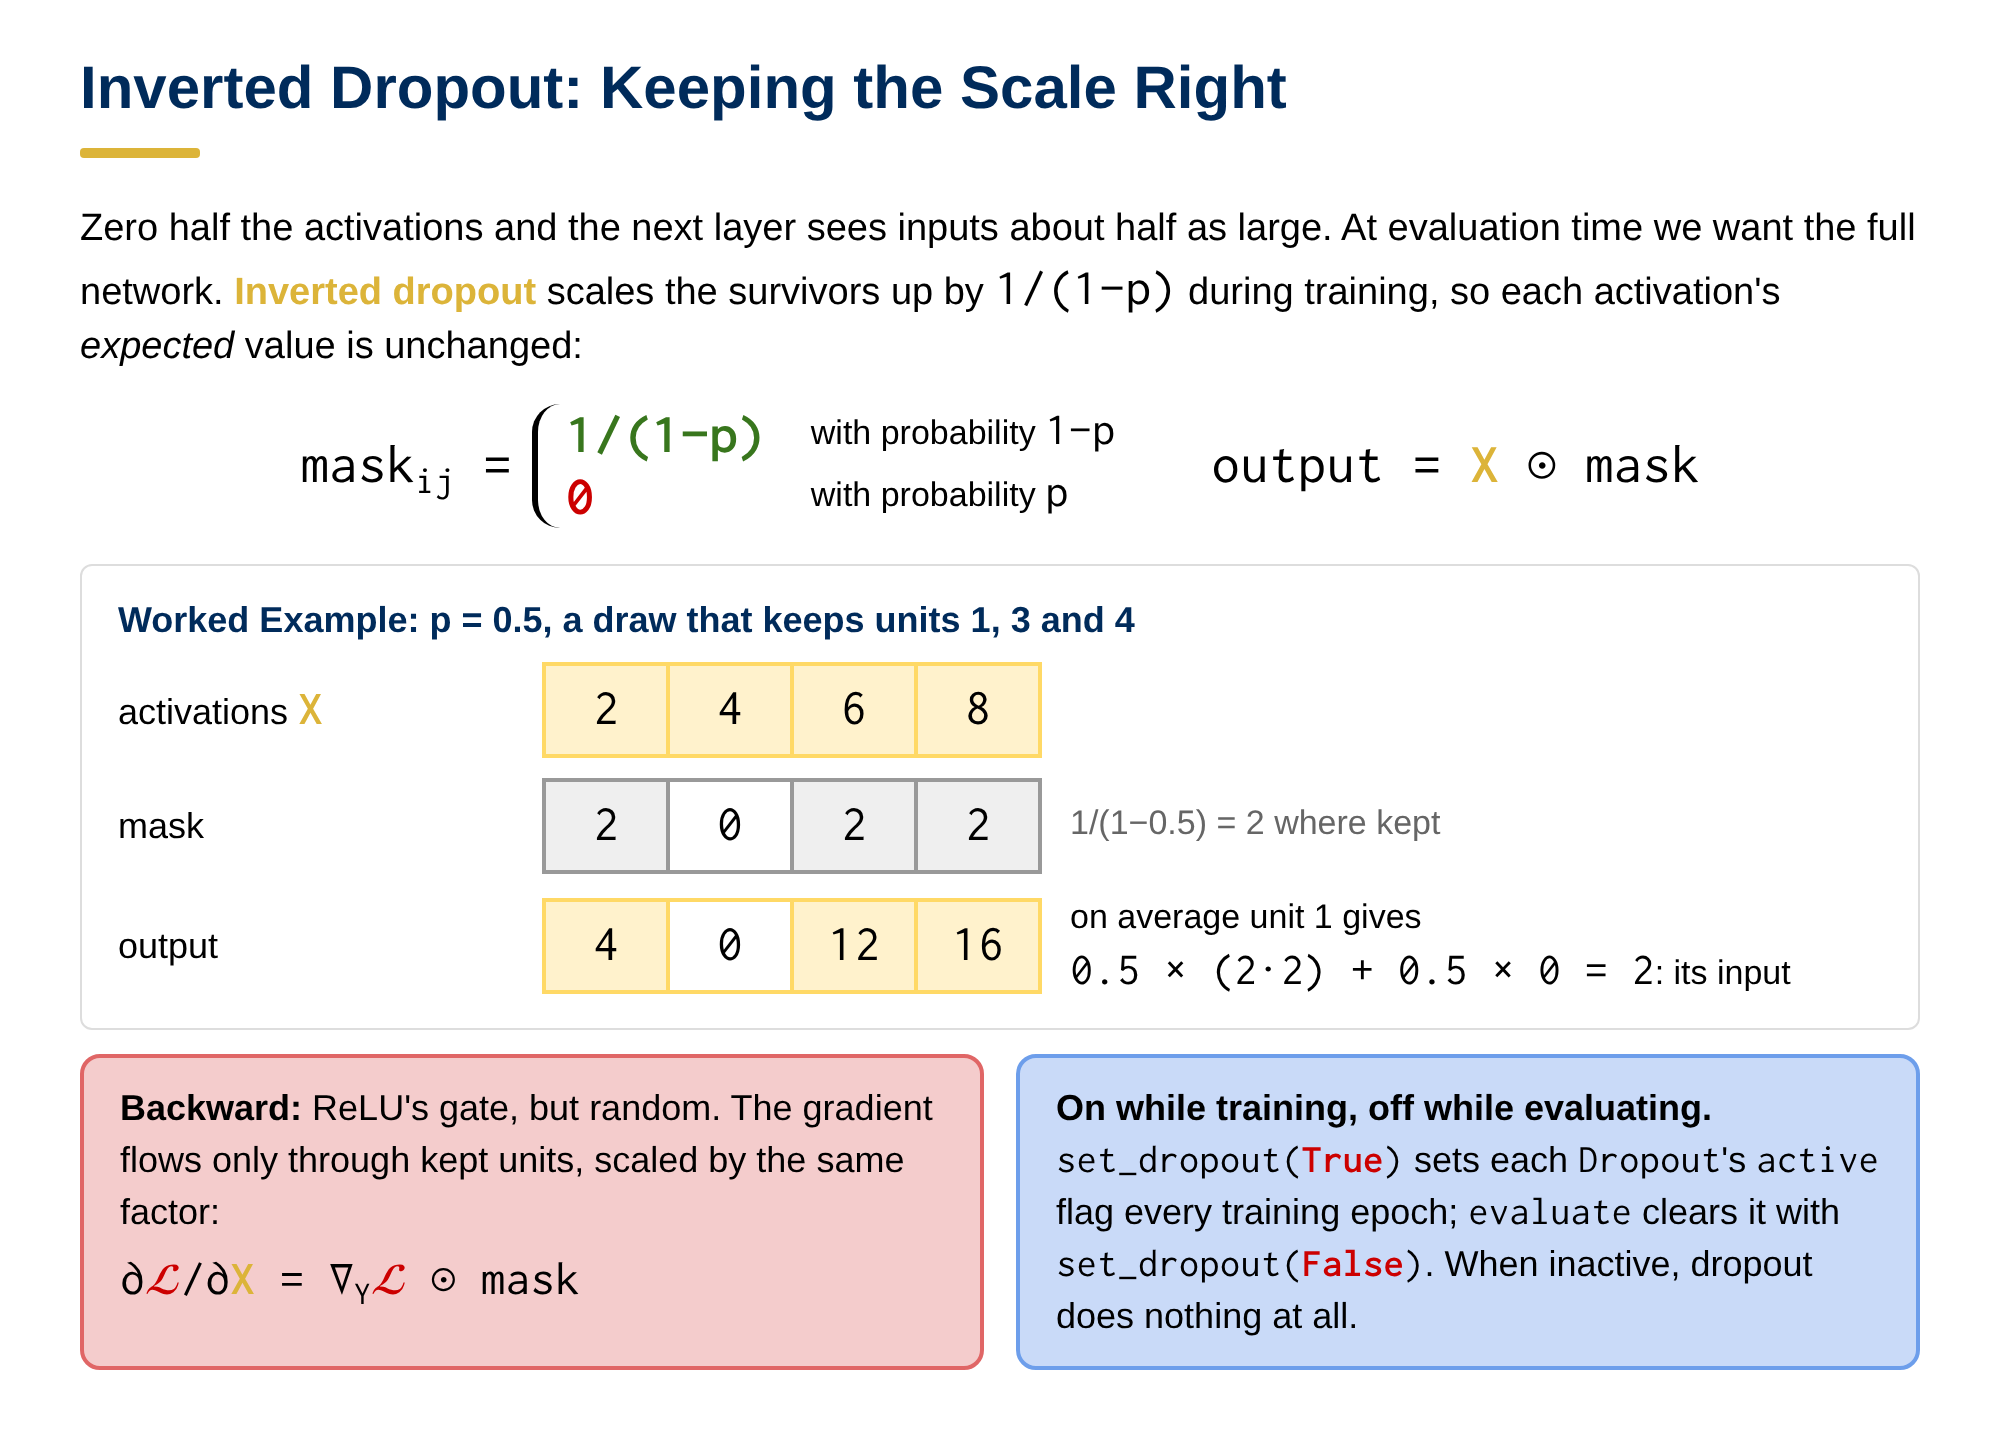 Inverted Dropout: Keeping the Scale Right
Zero half the activations and the next layer sees inputs about half as large. At evaluation time we want the full
network. Inverted dropout scales the survivors up by 1/(1−p) during training, so each activation's
expected value is unchanged:
mask_ij = { 1/(1−p) with probability 1−p
0 with probability p
output = X ⊙ mask
Worked Example: p = 0.5, a draw that keeps units 1, 3 and 4
activations X 2 4 6 8
mask 2 0 2 2 1/(1−0.5) = 2 where kept
output 4 0 12 16
on average unit 1 gives
0.5 × (2·2) + 0.5 × 0 = 2: its input
Backward: ReLU's gate, but random. The gradient
flows only through kept units, scaled by the same
factor:
∂ℒ/∂X = ∇_Yℒ ⊙ mask
On while training, off while evaluating.
set_dropout(True) sets each Dropout's active
flag every training epoch; evaluate clears it with
set_dropout(False). When inactive, dropout
does nothing at all.